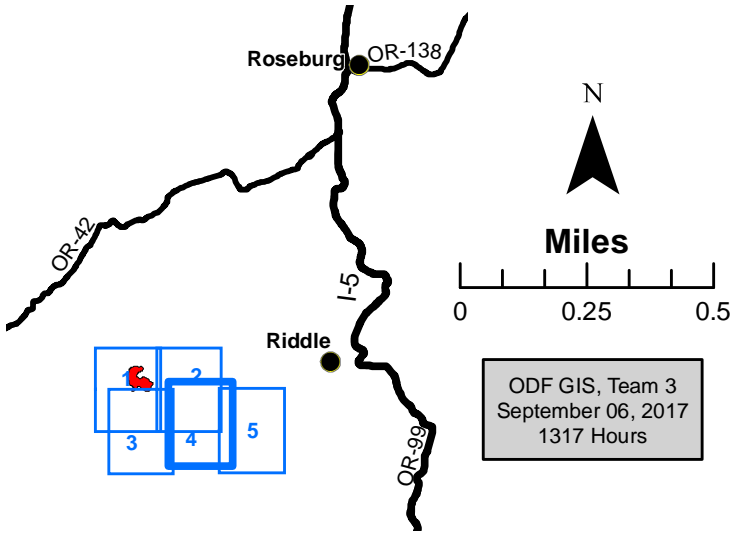 Roseburg
OR-138
N
OR-42
Miles
I-5
0 0.25 0.5
Riddle
1 2
ODF GIS, Team 3
September 06, 2017
1317 Hours
3 4 5
OR-99